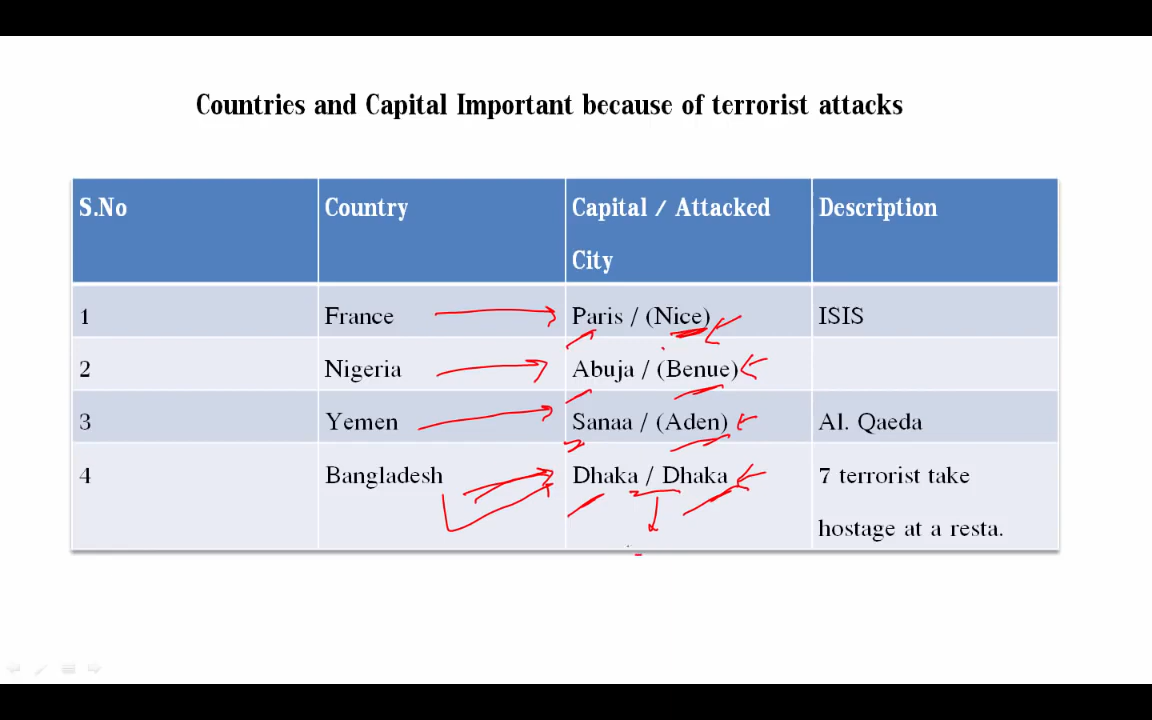 Countries and Capital Important because of terrorist attacks
S.No Country Capital / Attacked City Description
1 France Paris / (Nice) ISIS
2 Nigeria Abuja / (Benue)
3 Yemen Sanaa / (Aden) Al. Qaeda
4 Bangladesh Dhaka / Dhaka 7 terrorist take
hostage at a resta.